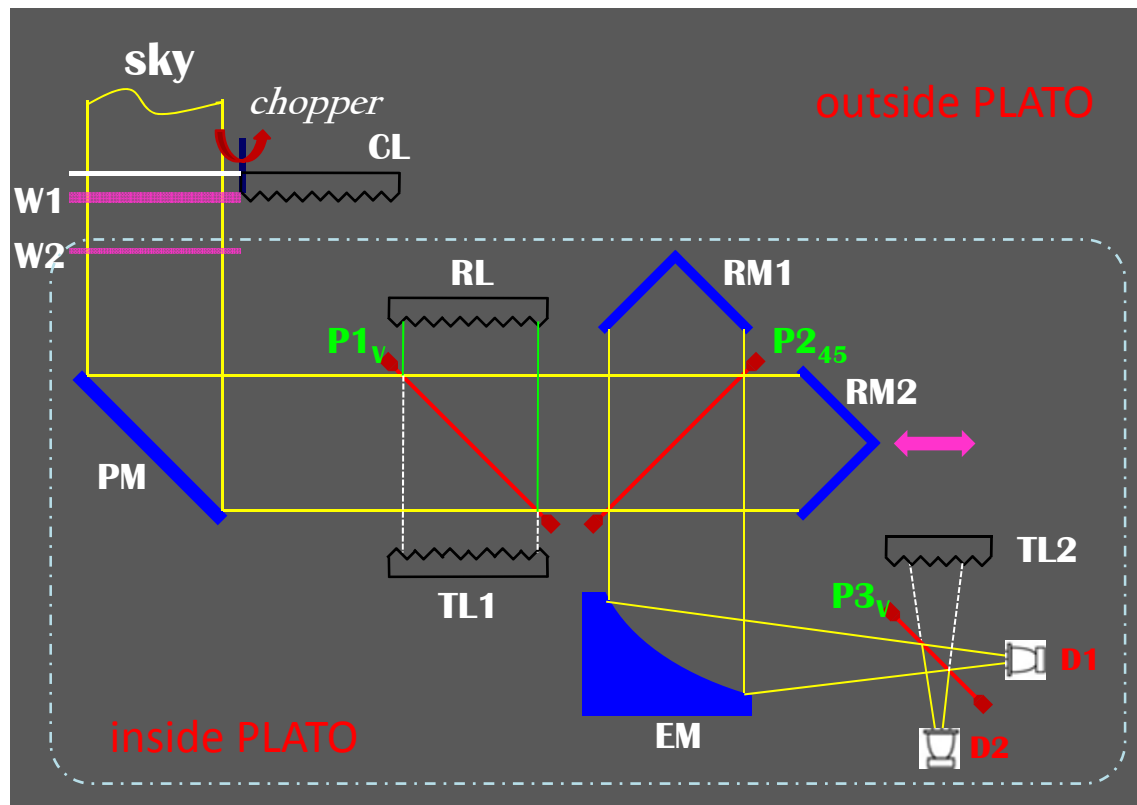 sky
chopper
outside PLATO
CL
W1
W2
RL
RM1
P1V
P245
RM2
PM
TL1
TL2
P3V
D1
EM
D2
inside PLATO